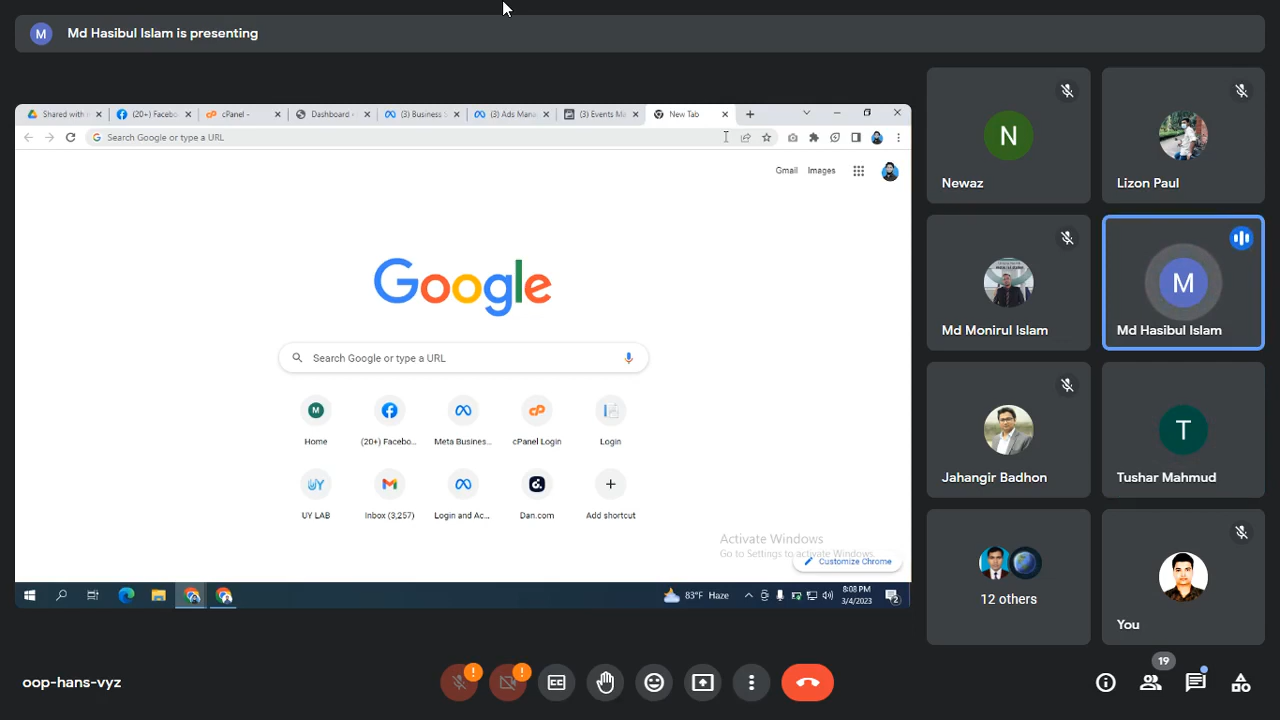 M Md Hasibul Islam is presenting
Shared with (20+) Facebo cPanel - Dashboard - (3) Business (3) Ads Mana (3) Events Ma New Tab
Search Google or type a URL
Gmail Images
Google
Search Google or type a URL
M cP
Home (20+) Facebo... Meta Busines... cPanel Login Login
UY
UY LAB Inbox (3,257) Login and Ac... Dan.com Add shortcut
Activate Windows
Go to Settings to activate Windows.
Customize Chrome
83°F Haze 8:08 PM
3/4/2023 2
N
Newaz Lizon Paul
M
Md Monirul Islam Md Hasibul Islam
T
Jahangir Badhon Tushar Mahmud
12 others You
oop-hans-vyz ! ! CC 19